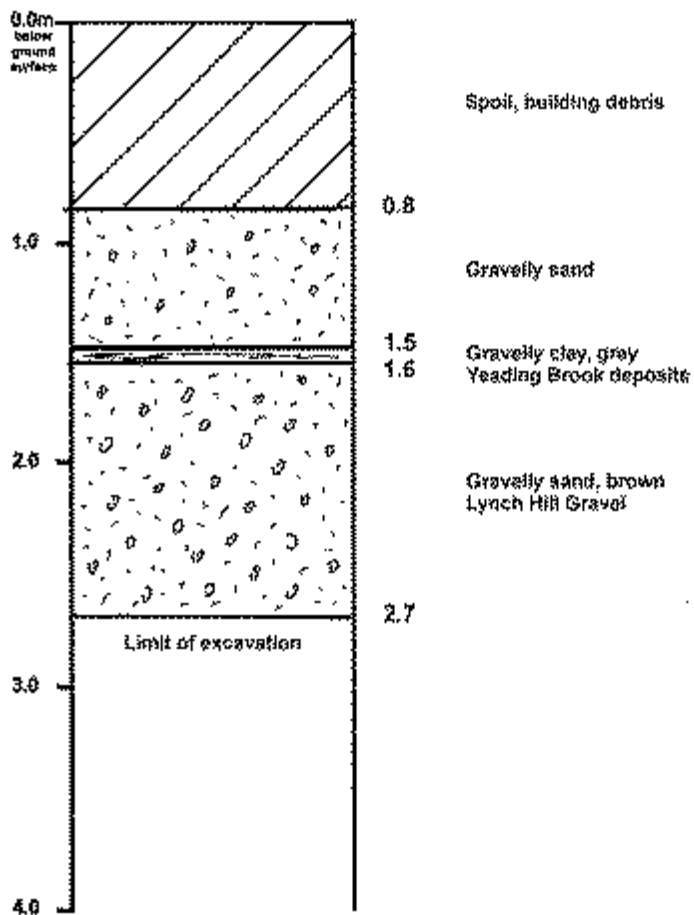 0.0m
below
ground
surface
Spoil, building debris
0.8
1.0
Gravelly sand
1.5
Gravelly clay, grey
Yeading Brook deposits
1.6
2.0
Gravelly sand, brown
Lynch Hill Gravel
2.7
Limit of excavation
3.0
4.0